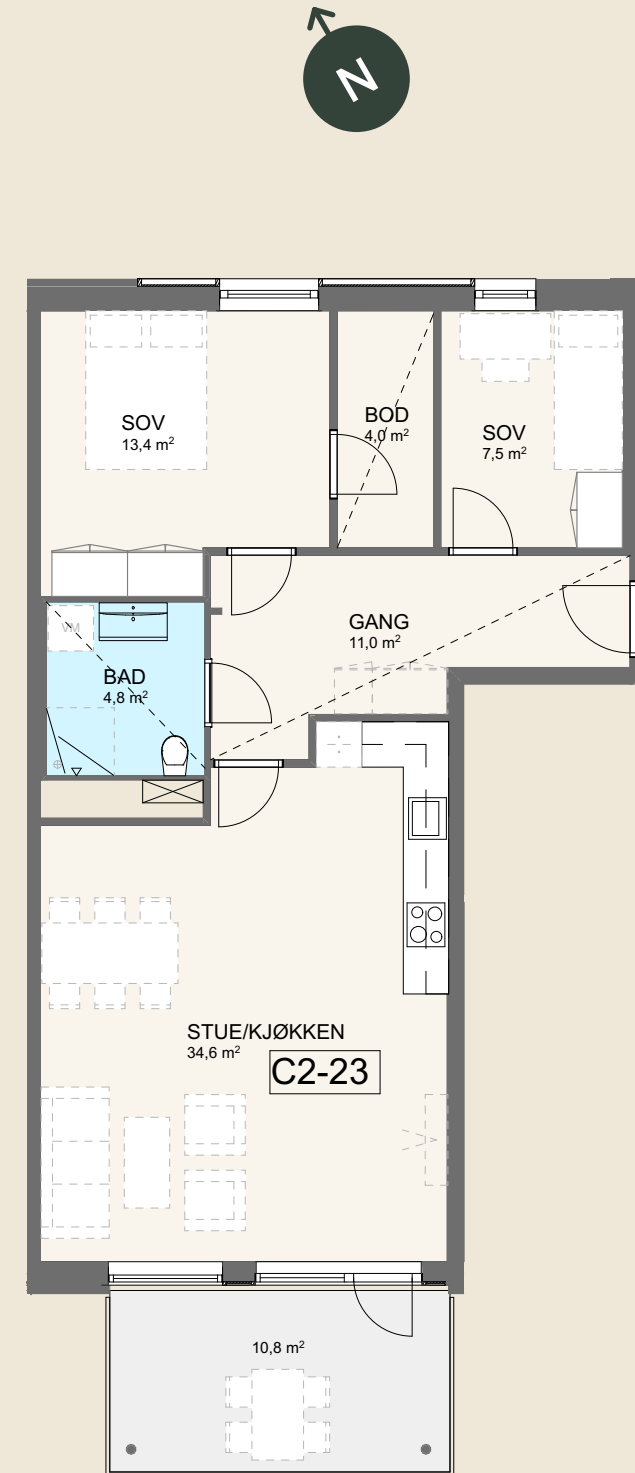 N
SOV
13,4 m²
BOD
4,0 m²
SOV
7,5 m²
GANG
11,0 m²
VM
BAD
4,8 m²
STUE/KJØKKEN
34,6 m²
C2-23
10,8 m²